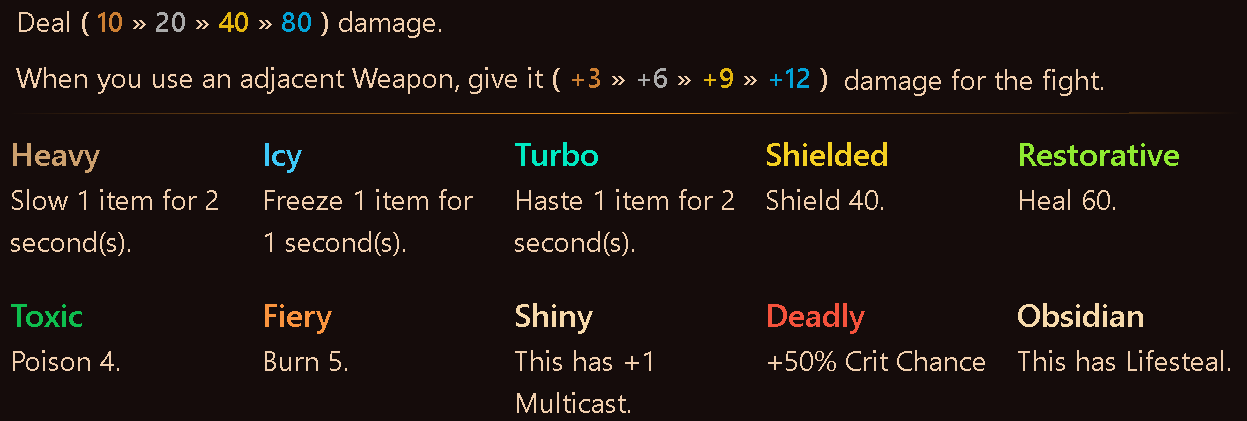 Deal ( 10 » 20 » 40 » 80 ) damage.
When you use an adjacent Weapon, give it ( +3 » +6 » +9 » +12 ) damage for the fight.
Heavy
Slow 1 item for 2
second(s).
Icy
Freeze 1 item for
1 second(s).
Turbo
Haste 1 item for 2
second(s).
Shielded
Shield 40.
Restorative
Heal 60.
Toxic
Poison 4.
Fiery
Burn 5.
Shiny
This has +1
Multicast.
Deadly
+50% Crit Chance
Obsidian
This has Lifesteal.